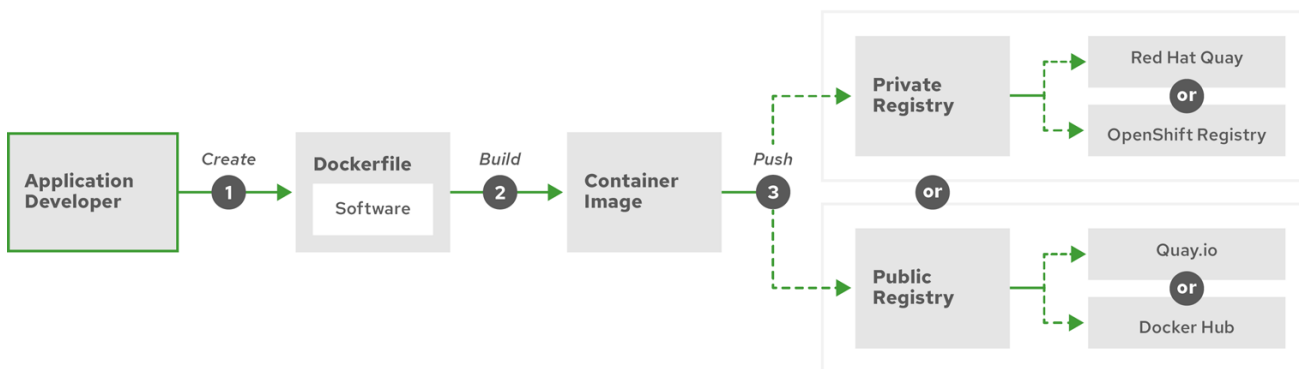 Application
Developer
Create
1
Dockerfile
Software
Build
2
Container
Image
Push
3
Private
Registry
Red Hat Quay
or
OpenShift Registry
or
Public
Registry
Quay.io
or
Docker Hub